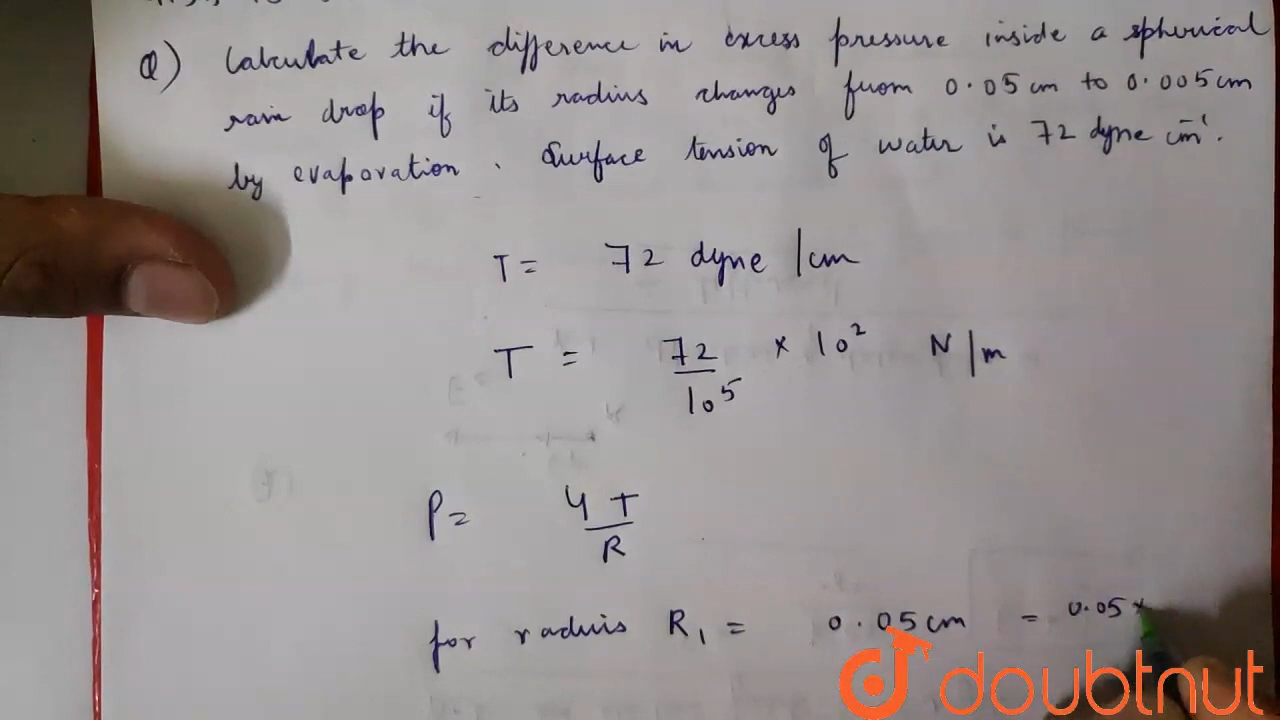 Q) Calculate the difference in excess pressure inside a spherical
rain drop if its radius changes from 0.05 cm to 0.005 cm
by evaporation. Surface tension of water is 72 dyne cm⁻¹.
T = 72 dyne / cm
T = 72 / 10⁵ × 10² N/m
P = 4 T / R
for radius R₁ = 0.05 cm = 0.05 ×
doubtnut